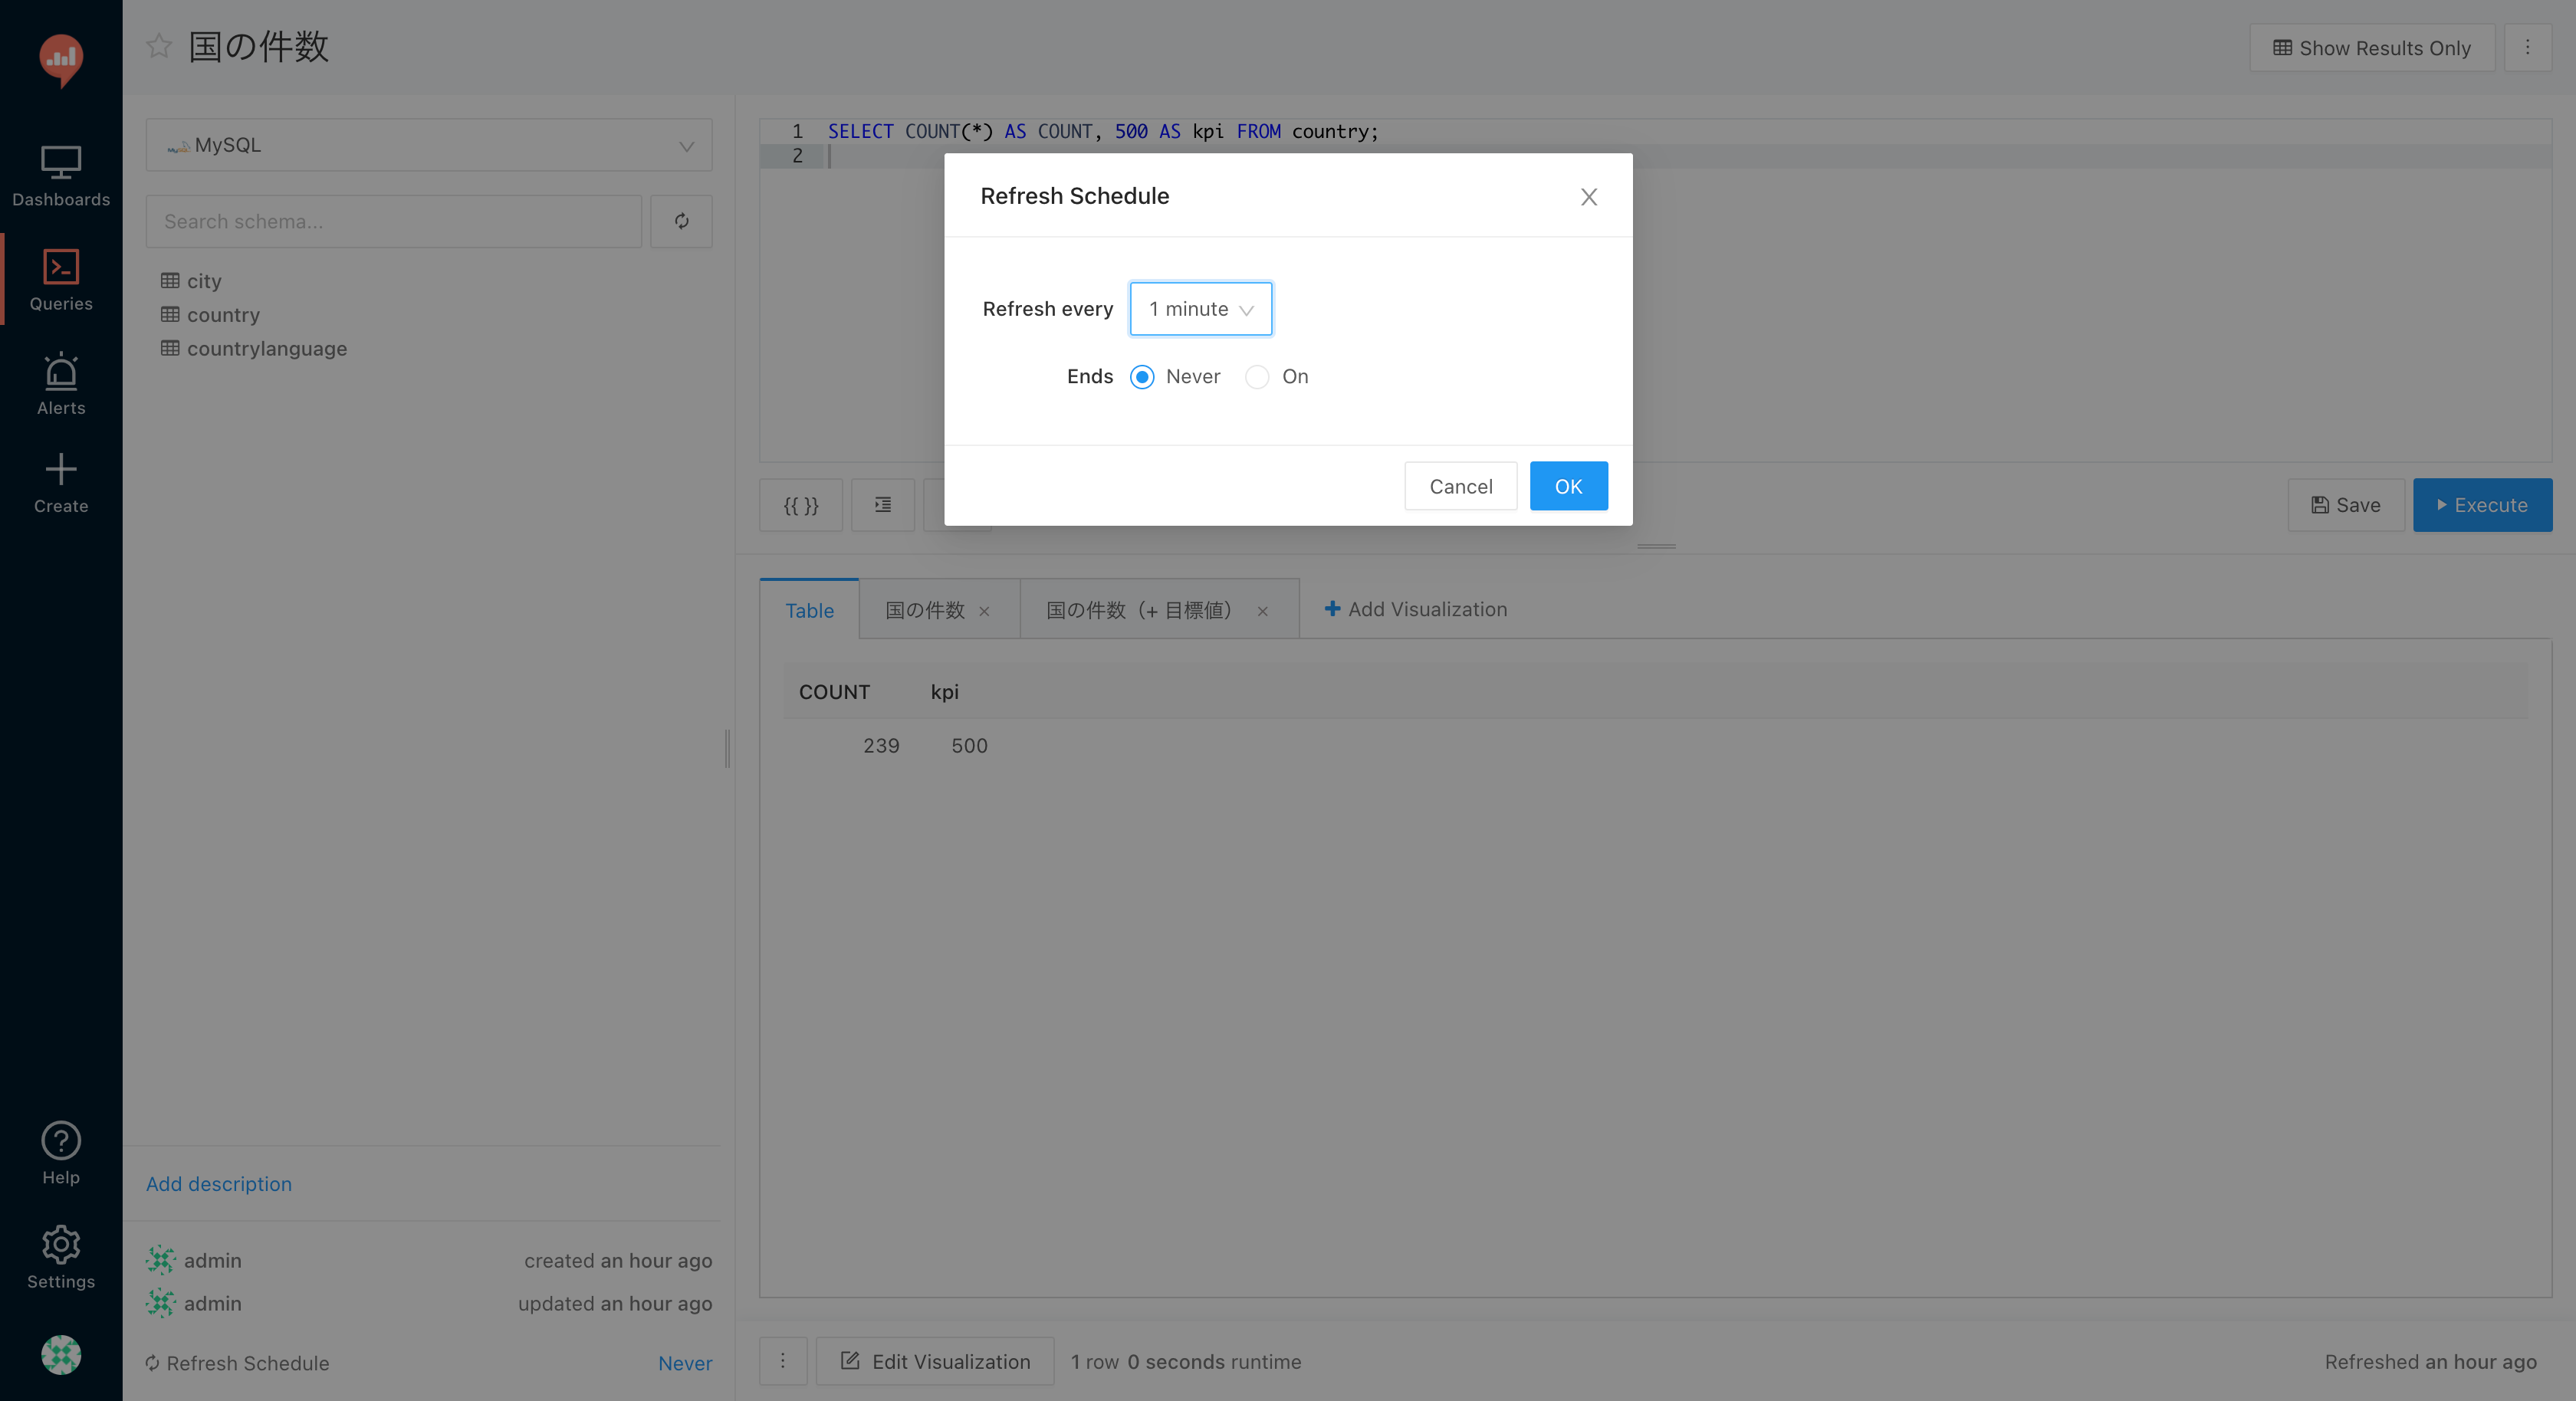 国の件数
Show Results Only
Dashboards
Queries
Alerts
Create
Help
Settings
MySQL
Search schema...
city
country
countrylanguage
Add description
admin created an hour ago
admin updated an hour ago
Refresh Schedule Never
1 SELECT COUNT(*) AS COUNT, 500 AS kpi FROM country;
2
Refresh Schedule
Refresh every 1 minute
Ends Never On
Cancel OK
{{ }} Save Execute
Table 国の件数 × 国の件数（+ 目標値） × Add Visualization
COUNT kpi
239 500
Edit Visualization 1 row 0 seconds runtime Refreshed an hour ago